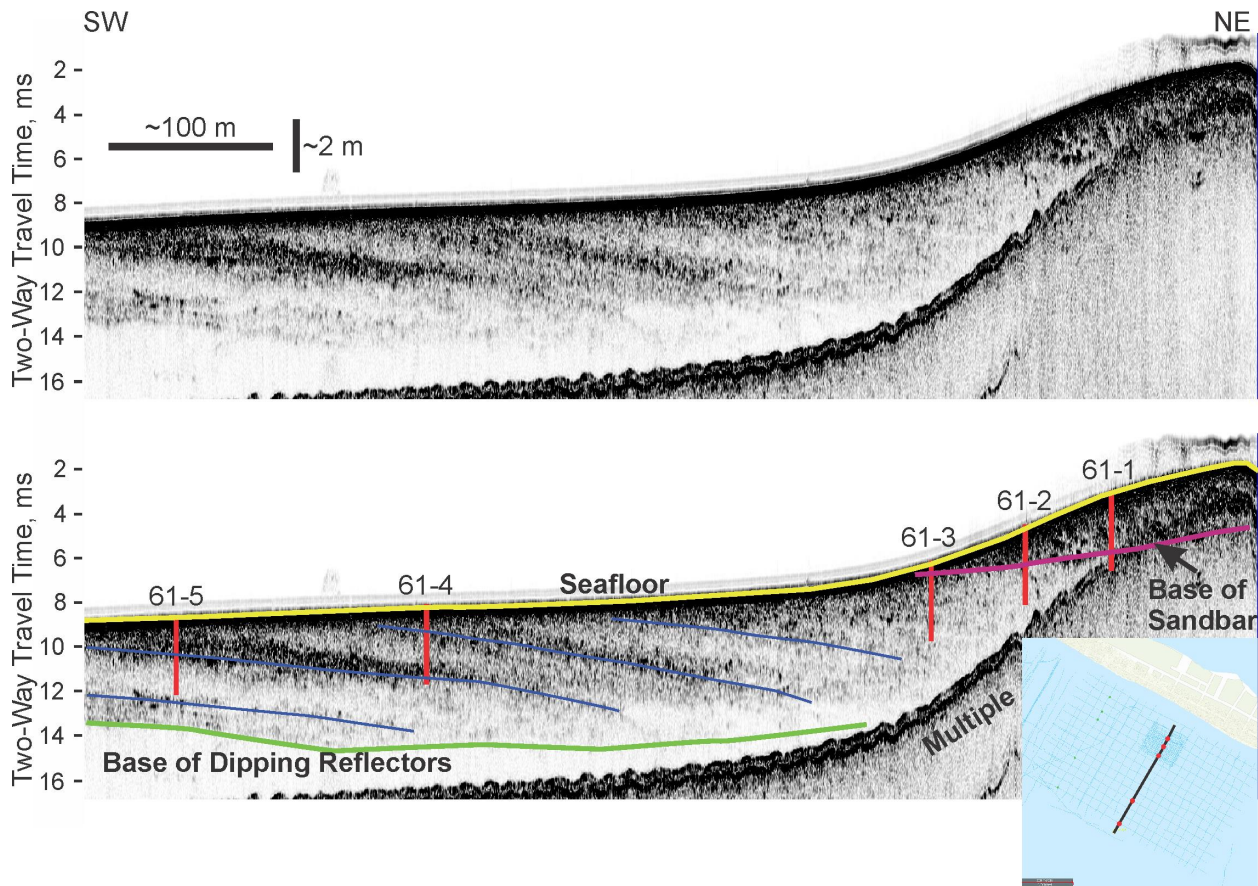 SW
NE
Two-Way Travel Time, ms
2
4
6
8
10
12
14
16
~100 m
~2 m
Two-Way Travel Time, ms
2
4
6
8
10
12
14
16
61-1
61-2
61-3
61-4
61-5
Seafloor
Base of
Sandbar
Multiple
Base of Dipping Reflectors